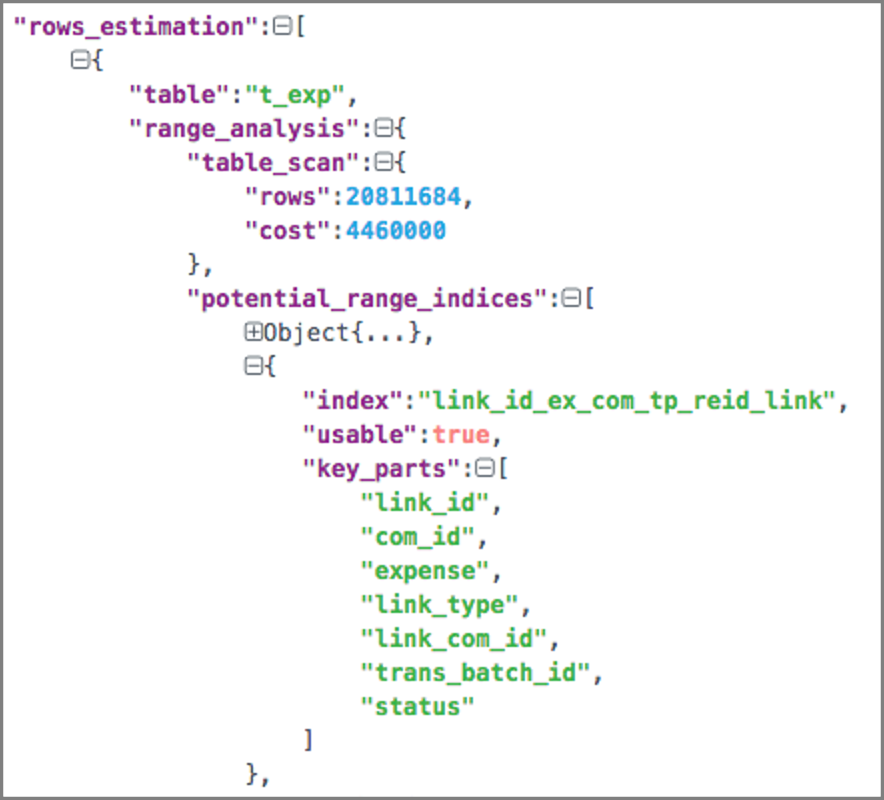 "rows_estimation":[
{
"table":"t_exp",
"range_analysis":{
"table_scan":{
"rows":20811684,
"cost":4460000
},
"potential_range_indices":[
Object{...},
{
"index":"link_id_ex_com_tp_reid_link",
"usable":true,
"key_parts":[
"link_id",
"com_id",
"expense",
"link_type",
"link_com_id",
"trans_batch_id",
"status"
]
},